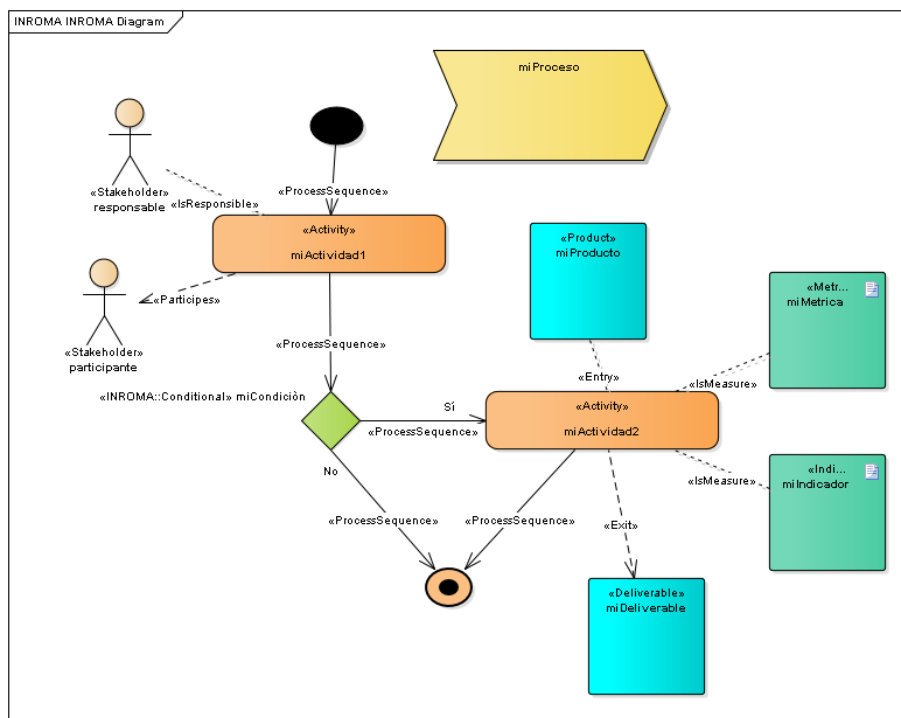 INROMA INROMA Diagram
miProceso
«Stakeholder»
responsable
«IsResponsible»
«ProcessSequence»
«Activity»
miActividad1
«Participes»
«Stakeholder»
participante
«ProcessSequence»
«Product»
miProducto
«Metr...
miMetrica
«Entry»
«IsMeasure»
«INROMA::Conditional» miCondiciòn
Sí
«ProcessSequence»
«Activity»
miActividad2
No
«Indi...
miIndicador
«IsMeasure»
«ProcessSequence»
«ProcessSequence»
«Exit»
«Deliverable»
miDeliverable